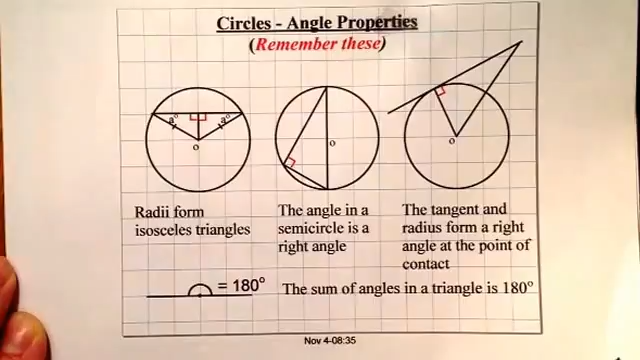 Circles - Angle Properties
(Remember these)
a° a°
o
o
o
Radii form
isosceles triangles
The angle in a
semicircle is a
right angle
The tangent and
radius form a right
angle at the point of
contact
= 180° The sum of angles in a triangle is 180°
Nov 4-08:35